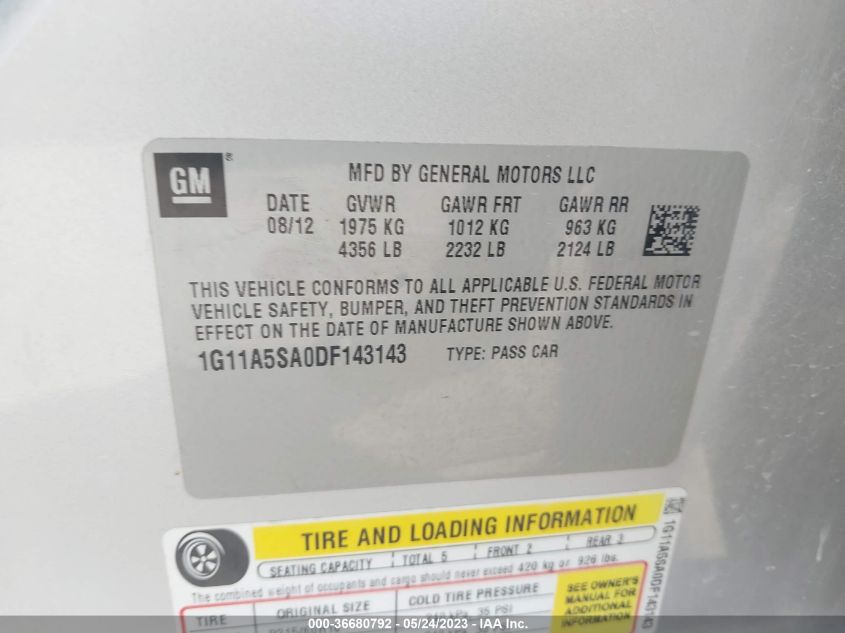 GM ®
MFD BY GENERAL MOTORS LLC
DATE GVWR GAWR FRT GAWR RR
08/12 1975 KG 1012 KG 963 KG
4356 LB 2232 LB 2124 LB
THIS VEHICLE CONFORMS TO ALL APPLICABLE U.S. FEDERAL MOTOR
VEHICLE SAFETY, BUMPER, AND THEFT PREVENTION STANDARDS IN
EFFECT ON THE DATE OF MANUFACTURE SHOWN ABOVE.
1G11A5SA0DF143143 TYPE: PASS CAR
TIRE AND LOADING INFORMATION
SEATING CAPACITY TOTAL 5 FRONT 2 REAR 3
The combined weight of occupants and cargo should never exceed 420 kg or 926 lbs.
TIRE ORIGINAL SIZE COLD TIRE PRESSURE
35 PSI
SEE OWNER'S
MANUAL FOR
ADDITIONAL
INFORMATION
1G11A5SA0DF143143
000-36680792 - 05/24/2023 - IAA Inc.